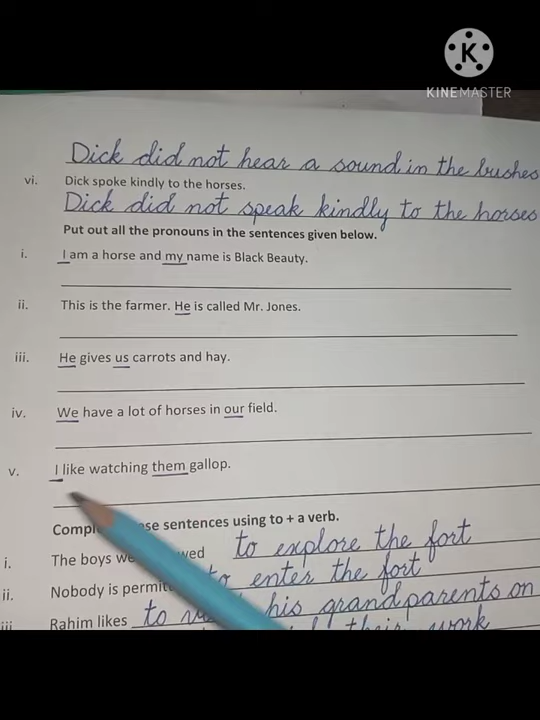 KINEMASTER
Dick did not hear a sound in the bushes
vi. Dick spoke kindly to the horses.
Dick did not speak kindly to the horses
Put out all the pronouns in the sentences given below.
i. I am a horse and my name is Black Beauty.
ii. This is the farmer. He is called Mr. Jones.
iii. He gives us carrots and hay.
iv. We have a lot of horses in our field.
v. I like watching them gallop.
sentences using to + a verb.
i. The boys to explore the fort
ii. Nobody is to enter the fort
iii Rahim likes to his grandparents on
their work